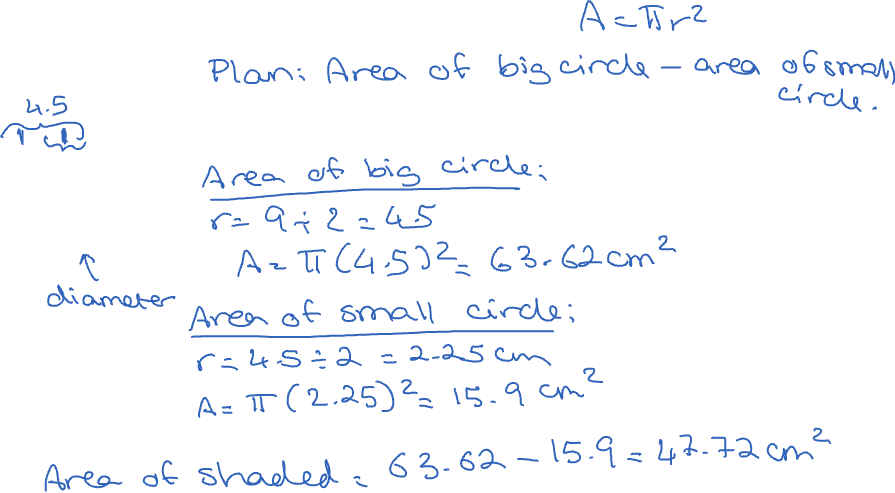 A = πr²
Plan: Area of big circle – area of small
circle.
4.5
Area of big circle:
r = 9 ÷ 2 = 4.5
A = π(4.5)² = 63.62 cm²
diameter
Area of small circle:
r = 4.5 ÷ 2 = 2.25 cm
A = π(2.25)² = 15.9 cm²
Area of shaded = 63.62 – 15.9 = 47.72 cm²